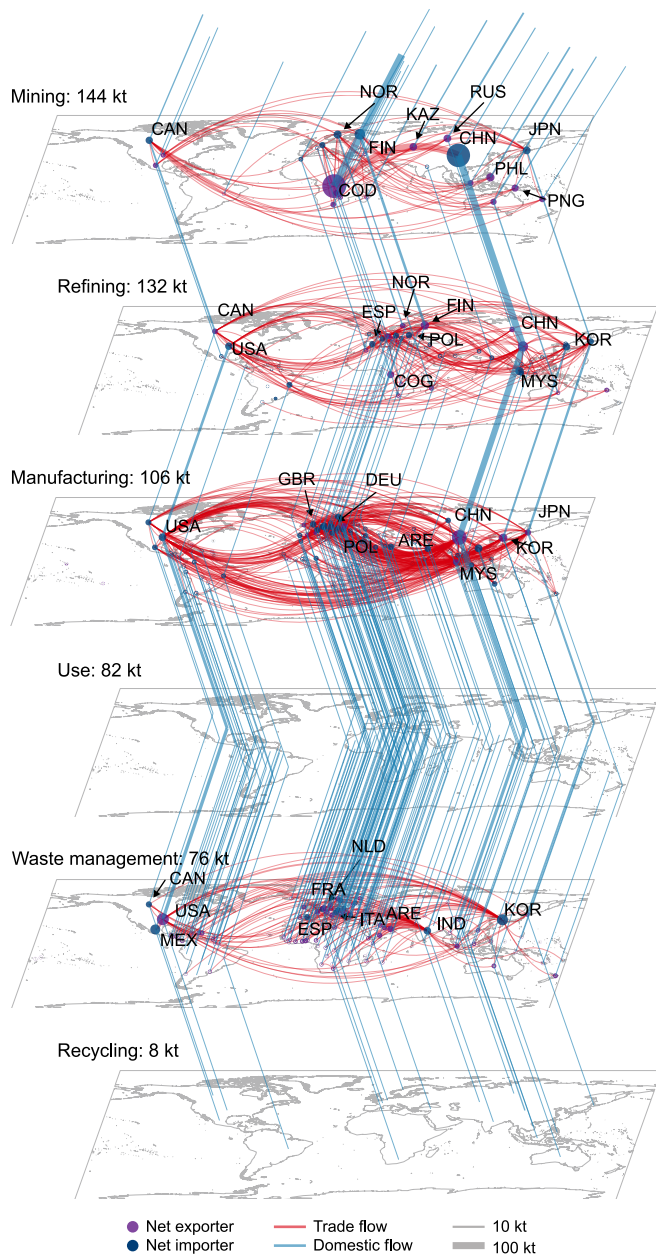 Mining: 144 kt
NOR
RUS
KAZ
CAN
CHN
JPN
FIN
PHL
COD
PNG
Refining: 132 kt
NOR
CAN
FIN
ESP
CHN
USA
POL
KOR
COG
MYS
Manufacturing: 106 kt
GBR
DEU
CHN
JPN
USA
ARE
POL
KOR
MYS
Use: 82 kt
NLD
Waste management: 76 kt
CAN
FRA
USA
ARE
KOR
ESP
ITA
IND
MEX
Recycling: 8 kt
Net exporter
Trade flow
10 kt
Net importer
Domestic flow
100 kt